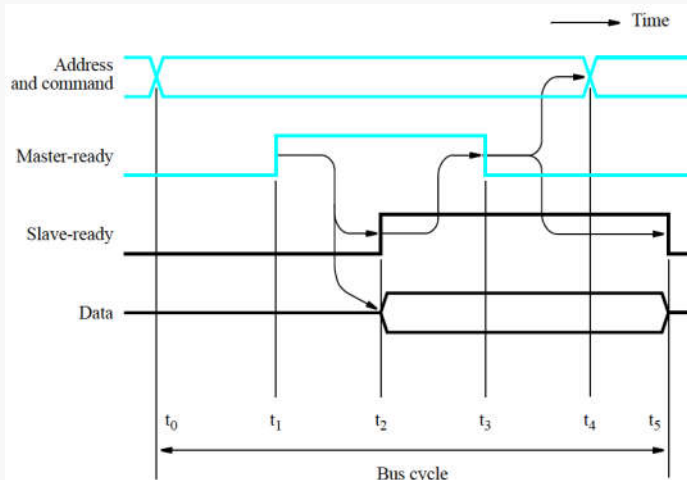 Time
Address
and command
Master-ready
Slave-ready
Data
t0 t1 t2 t3 t4 t5
Bus cycle